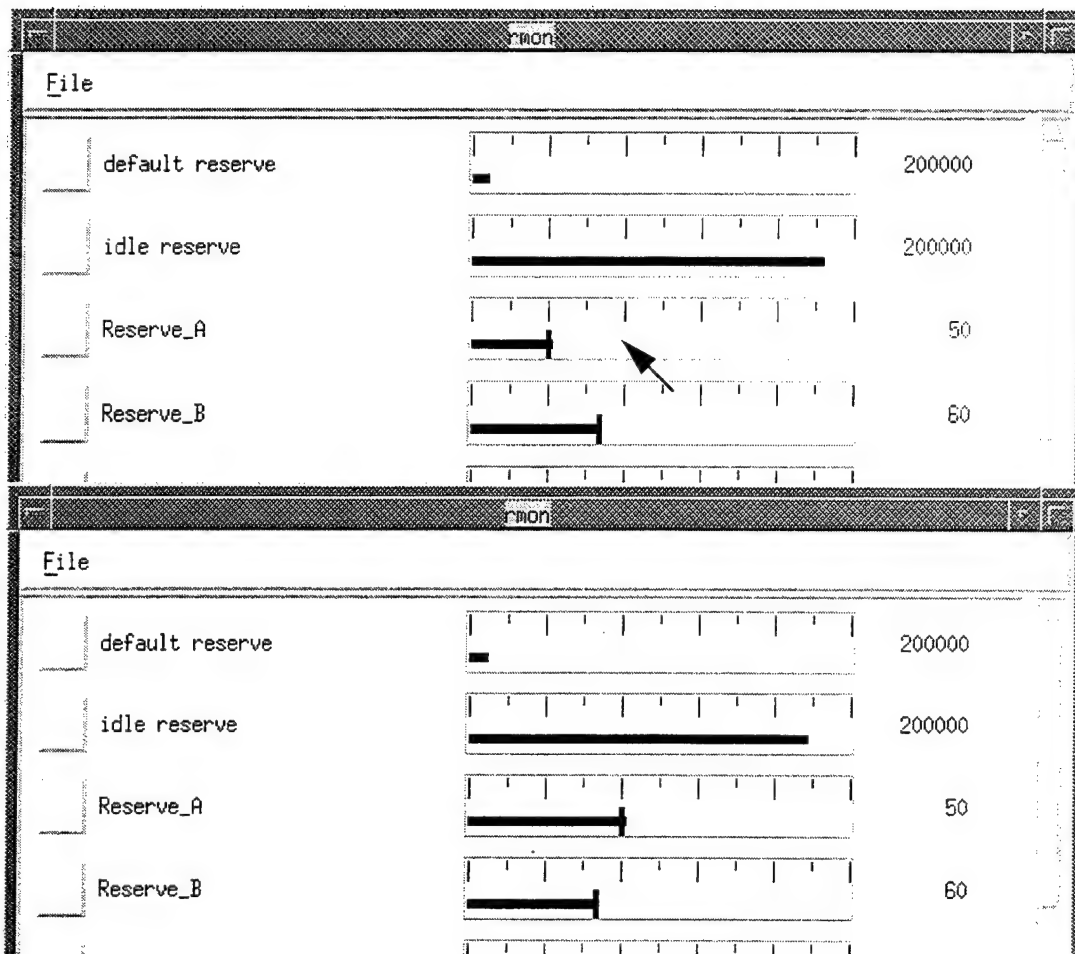 rmon
File
default reserve 200000
idle reserve 200000
Reserve_A 50
Reserve_B 60
rmon
File
default reserve 200000
idle reserve 200000
Reserve_A 50
Reserve_B 60